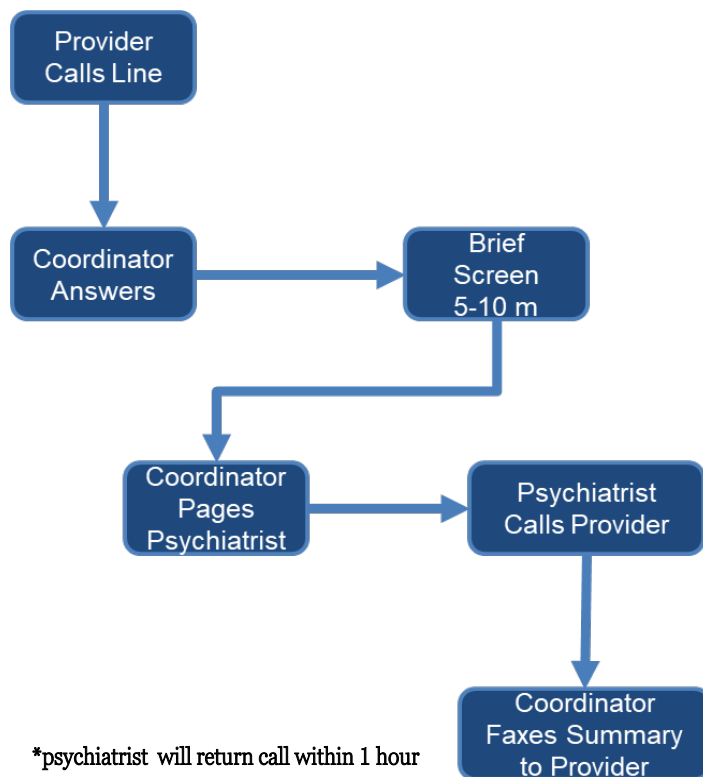 Provider
Calls Line
Coordinator
Answers
Brief
Screen
5-10 m
Coordinator
Pages
Psychiatrist
Psychiatrist
Calls Provider
Coordinator
Faxes Summary
to Provider
*psychiatrist will return call within 1 hour